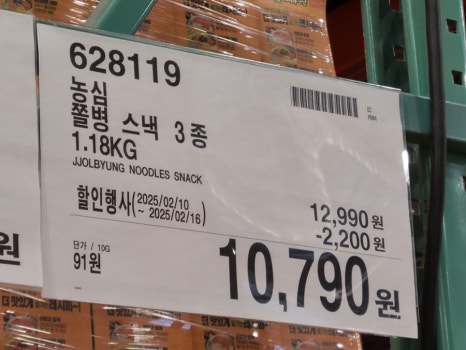 628119
농심
쫄병 스낵 3종
1.18KG
JJOLBYUNG NOODLES SNACK
할인행사(2025/02/10
~ 2025/02/16)
12,990원
-2,200원
단가 / 10G
91원
10,790원